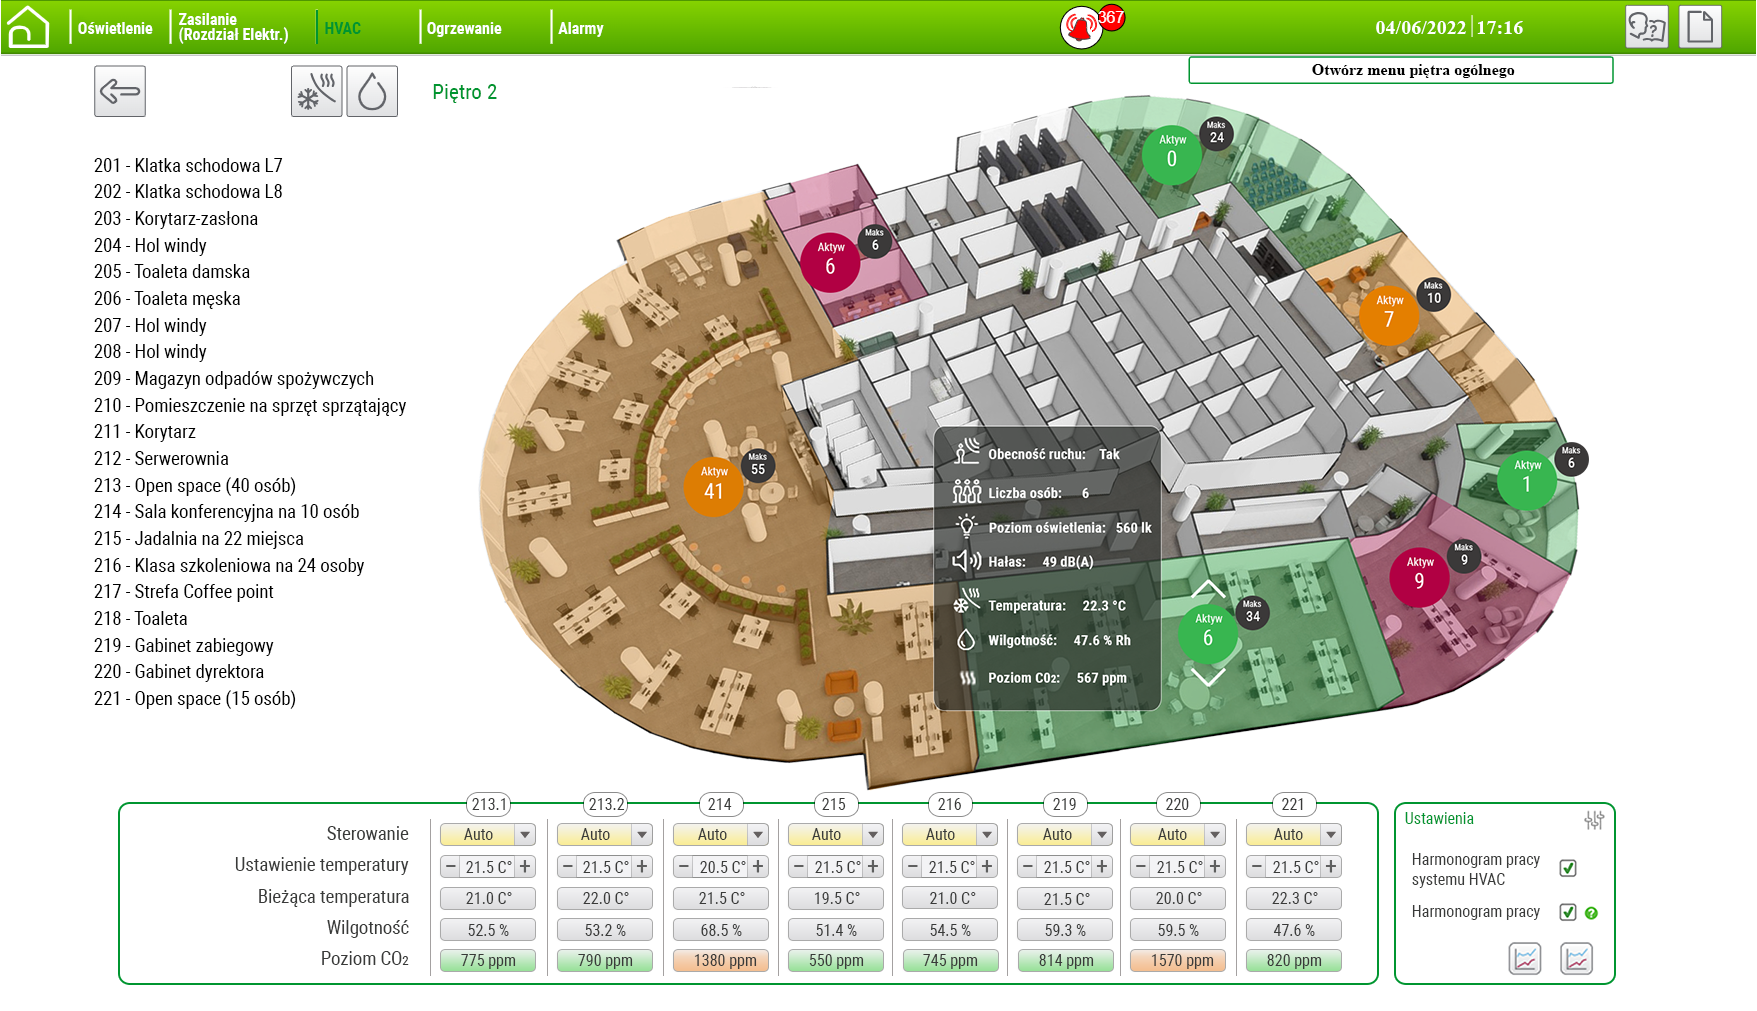 Oświetlenie
Zasilanie
(Rozdział Elektr.)
HVAC
Ogrzewanie
Alarmy
367
04/06/2022 | 17:16
Otwórz menu piętra ogólnego
Piętro 2
201 - Klatka schodowa L7
202 - Klatka schodowa L8
203 - Korytarz-zasłona
204 - Hol windy
205 - Toaleta damska
206 - Toaleta męska
207 - Hol windy
208 - Hol windy
209 - Magazyn odpadów spożywczych
210 - Pomieszczenie na sprzęt sprzątający
211 - Korytarz
212 - Serwerownia
213 - Open space (40 osób)
214 - Sala konferencyjna na 10 osób
215 - Jadalnia na 22 miejsca
216 - Klasa szkoleniowa na 24 osoby
217 - Strefa Coffee point
218 - Toaleta
219 - Gabinet zabiegowy
220 - Gabinet dyrektora
221 - Open space (15 osób)
Aktyw
0
Maks
24
Aktyw
6
Maks
6
Aktyw
7
Maks
10
Aktyw
41
Maks
55
Aktyw
1
Maks
6
Aktyw
9
Maks
9
Aktyw
6
Maks
34
Obecność ruchu: Tak
Liczba osób: 6
Poziom oświetlenia: 560 lk
Hałas: 49 dB(A)
Temperatura: 22.3 °C
Wilgotność: 47.6 % Rh
Poziom C02: 567 ppm
213.1 213.2 214 215 216 219 220 221
Sterowanie Auto Auto Auto Auto Auto Auto Auto Auto
Ustawienie temperatury − 21.5 C° + − 21.5 C° + − 20.5 C° + − 21.5 C° + − 21.5 C° + − 21.5 C° + − 21.5 C° + − 21.5 C° +
Bieżąca temperatura 21.0 C° 22.0 C° 21.5 C° 19.5 C° 21.0 C° 21.5 C° 20.0 C° 22.3 C°
Wilgotność 52.5 % 53.2 % 68.5 % 51.4 % 54.5 % 59.3 % 59.5 % 47.6 %
Poziom CO2 775 ppm 790 ppm 1380 ppm 550 ppm 745 ppm 814 ppm 1570 ppm 820 ppm
Ustawienia
Harmonogram pracy
systemu HVAC
Harmonogram pracy
?